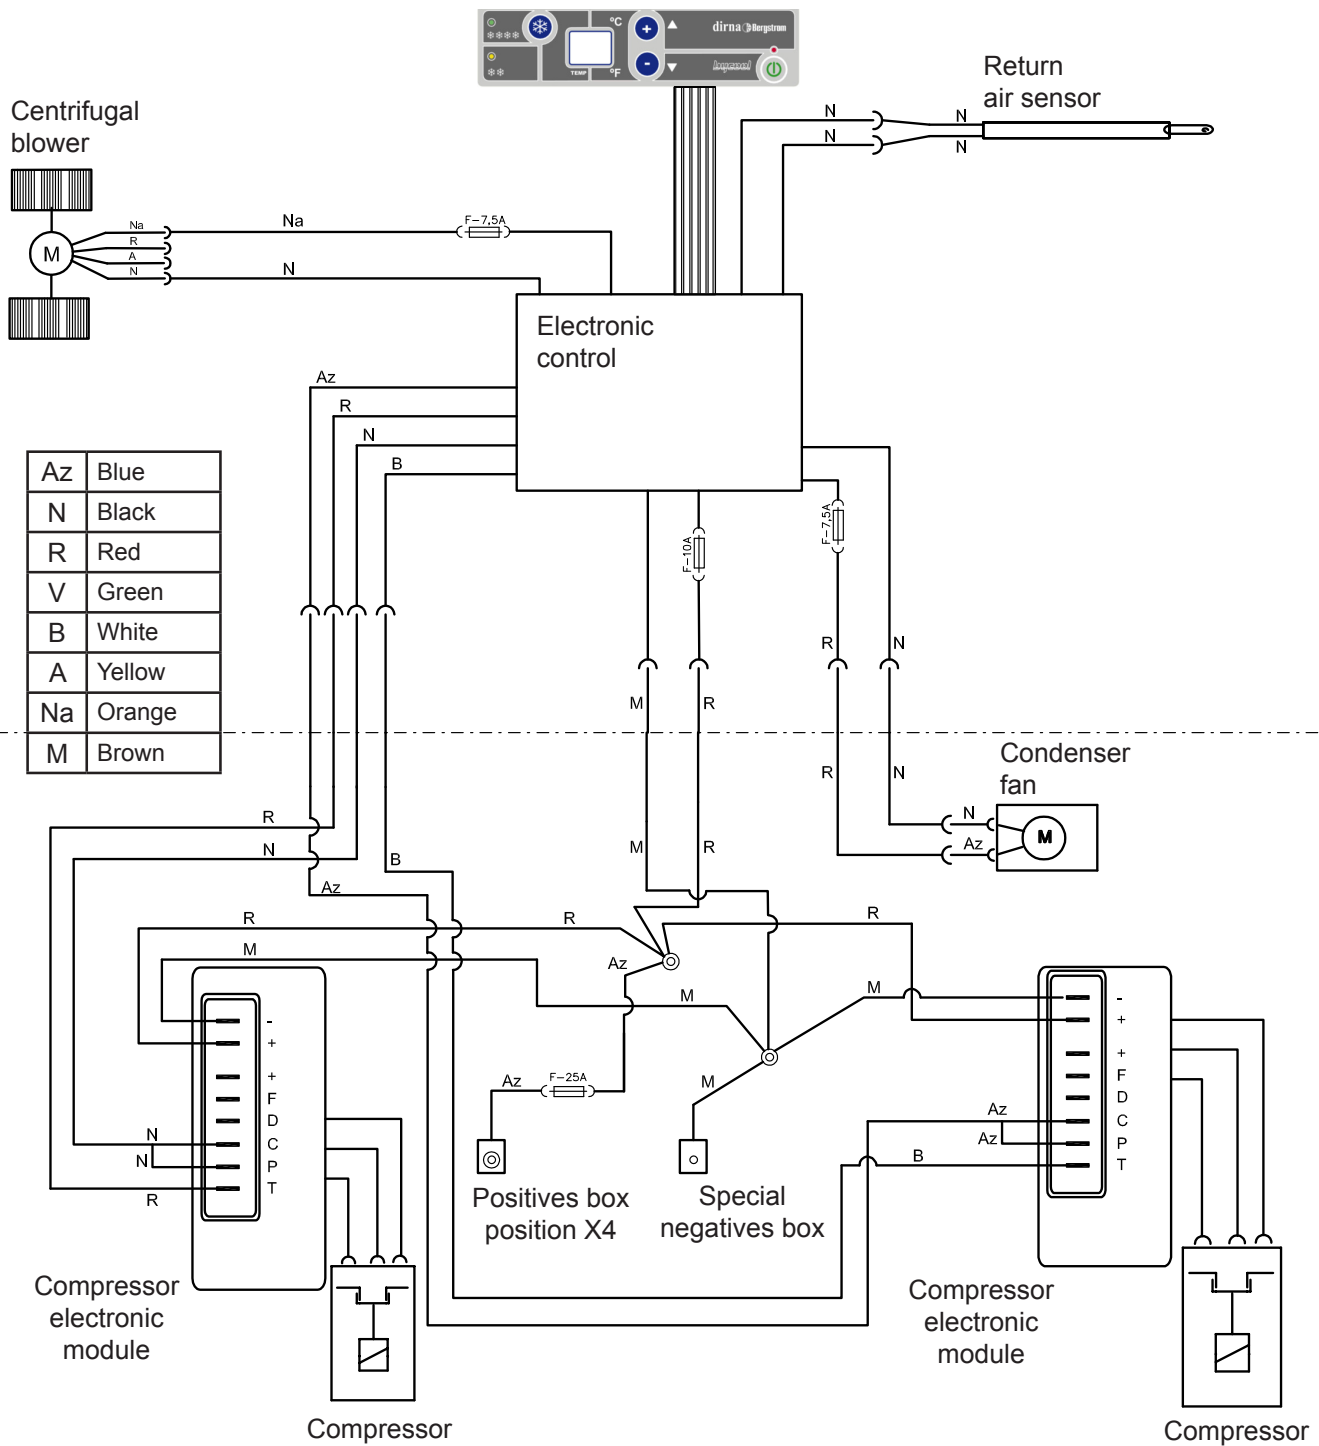 °C
+
dirna Bergstrom
TEMP
°F
-
Return
air sensor
N
N
N
N
Centrifugal
blower
M
Na
R
A
N
Na
N
F-7,5A
Electronic
control
Az
R
N
B
Az Blue
N Black
R Red
V Green
B White
A Yellow
Na Orange
M Brown
F-10A
F-7,5A
R
N
M
R
R
N
Condenser
fan
N
Az
M
R
N
B
Az
M
R
R
R
R
M
Az
M
M
M
Az
F-25A
-
+
+
F
D
C
P
T
N
N
R
-
+
+
F
D
C
P
T
Az
Az
B
Positives box
position X4
Special
negatives box
Compressor
electronic
module
Compressor
electronic
module
Compressor
Compressor